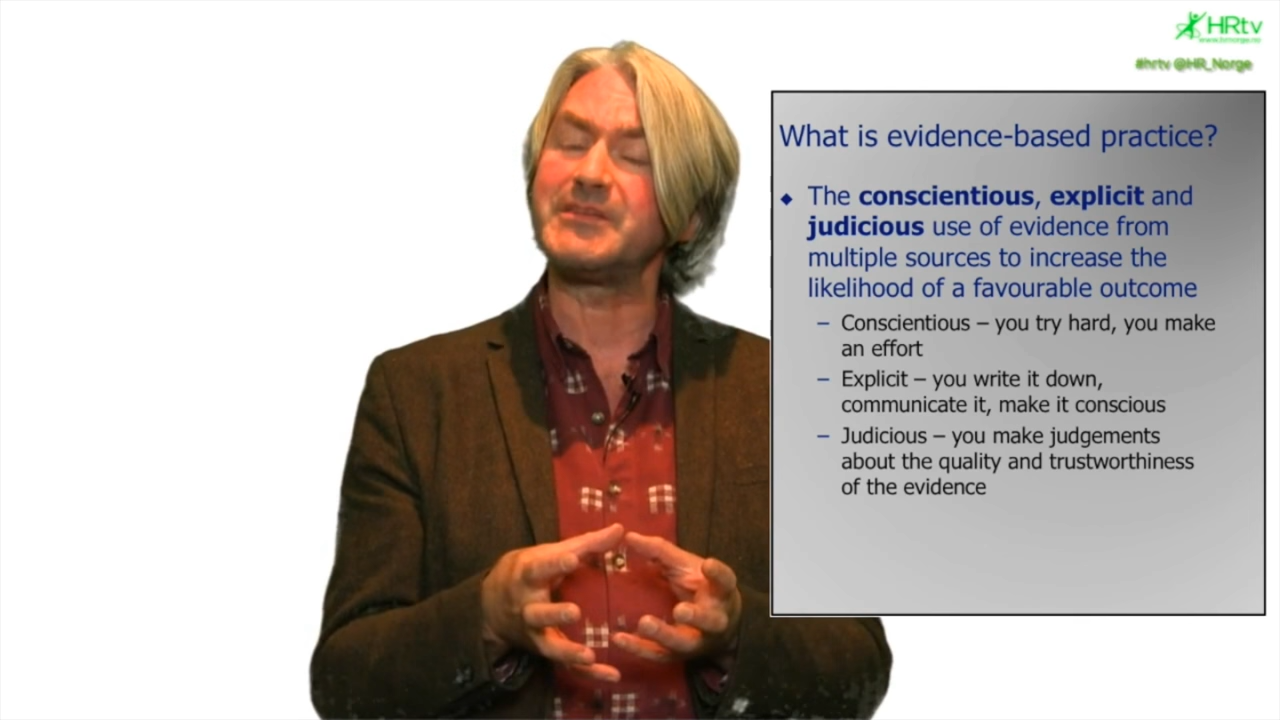 HRtv
#hrtv @HR_Norge
What is evidence-based practice?
◆ The conscientious, explicit and
judicious use of evidence from
multiple sources to increase the
likelihood of a favourable outcome
– Conscientious – you try hard, you make
an effort
– Explicit – you write it down,
communicate it, make it conscious
– Judicious – you make judgements
about the quality and trustworthiness
of the evidence